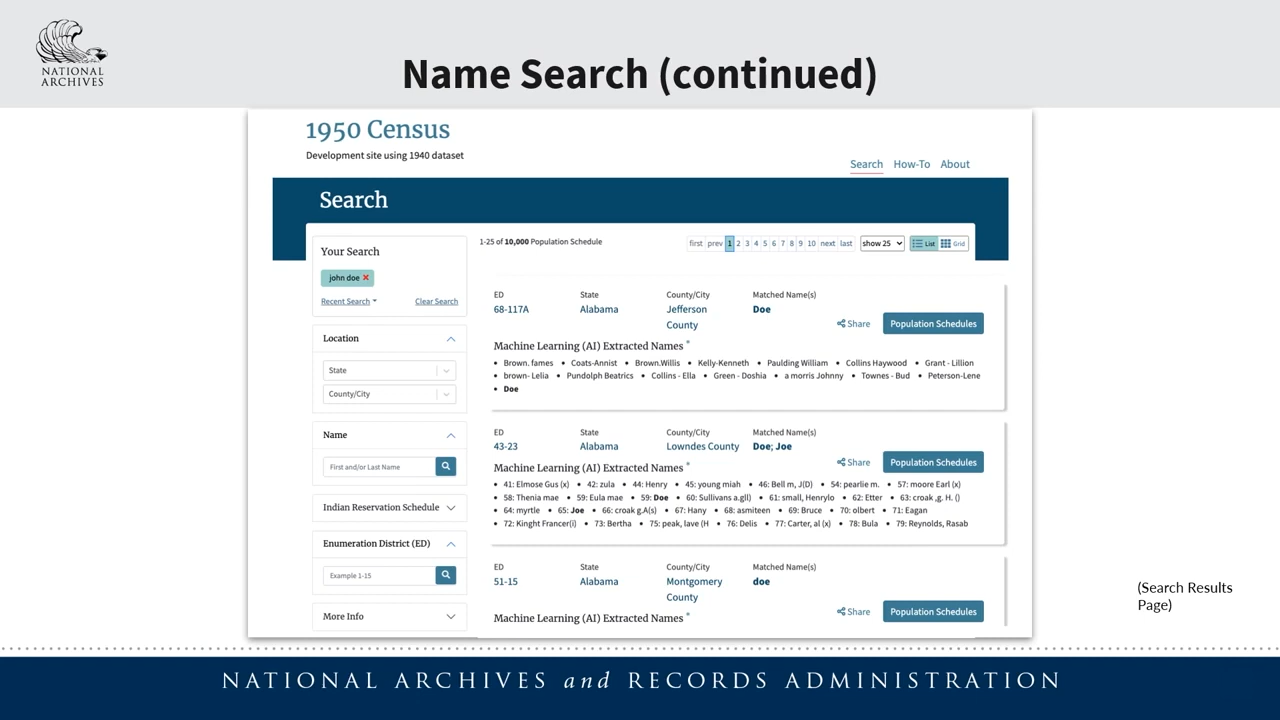 NATIONAL
ARCHIVES
Name Search (continued)
1950 Census
Development site using 1940 dataset
Search How-To About
Search
Your Search
john doe ×
Recent Search Clear Search
Location
State
County/City
Name
First and/or Last Name
Indian Reservation Schedule
Enumeration District (ED)
Example 1-15
More Info
1-25 of 10,000 Population Schedule
first prev 1 2 3 4 5 6 7 8 9 10 next last show 25 List Grid
ED State County/City Matched Name(s)
68-117A Alabama Jefferson County Doe
Share Population Schedules
Machine Learning (AI) Extracted Names *
• Brown. fames • Coats-Annist • Brown.Willis • Kelly-Kenneth • Paulding William • Collins Haywood • Grant - Lillion
• brown- Lelia • Pundolph Beatrics • Collins - Ella • Green - Doshia • a morris Johnny • Townes - Bud • Peterson-Lene
• Doe
ED State County/City Matched Name(s)
43-23 Alabama Lowndes County Doe; Joe
Share Population Schedules
Machine Learning (AI) Extracted Names *
• 41: Elmose Gus (x) • 42: zula • 44: Henry • 45: young miah • 46: Bell m, J(D) • 54: pearlie m. • 57: moore Earl (x)
• 58: Thenia mae • 59: Eula mae • 59: Doe • 60: Sullivans a.gll) • 61: small, Henrylo • 62: Etter • 63: croak ,g. H. ()
• 64: myrtle • 65: Joe • 66: croak g.A(s) • 67: Hany • 68: asmiteen • 69: Bruce • 70: olbert • 71: Eagan
• 72: Kinght Francer(i) • 73: Bertha • 75: peak, lave (H • 76: Delis • 77: Carter, al (x) • 78: Bula • 79: Reynolds, Rasab
ED State County/City Matched Name(s)
51-15 Alabama Montgomery County doe
Share Population Schedules
Machine Learning (AI) Extracted Names *
(Search Results
Page)
NATIONAL ARCHIVES and RECORDS ADMINISTRATION